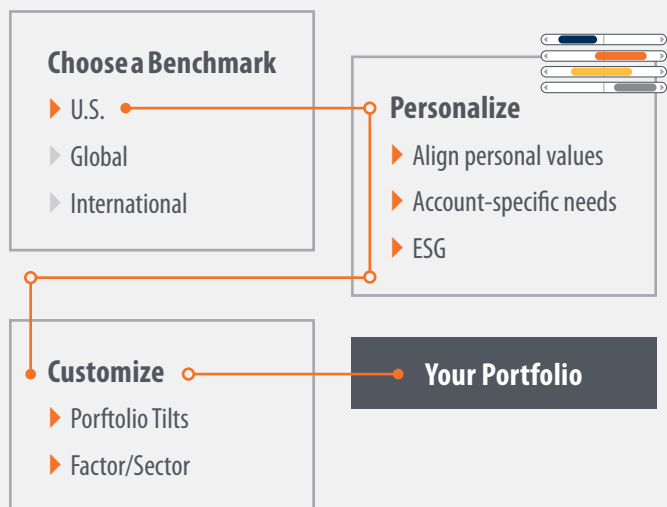 Choose a Benchmark
U.S.
Global
International
Personalize
Align personal values
Account-specific needs
ESG
Customize
Porftolio Tilts
Factor/Sector
Your Portfolio